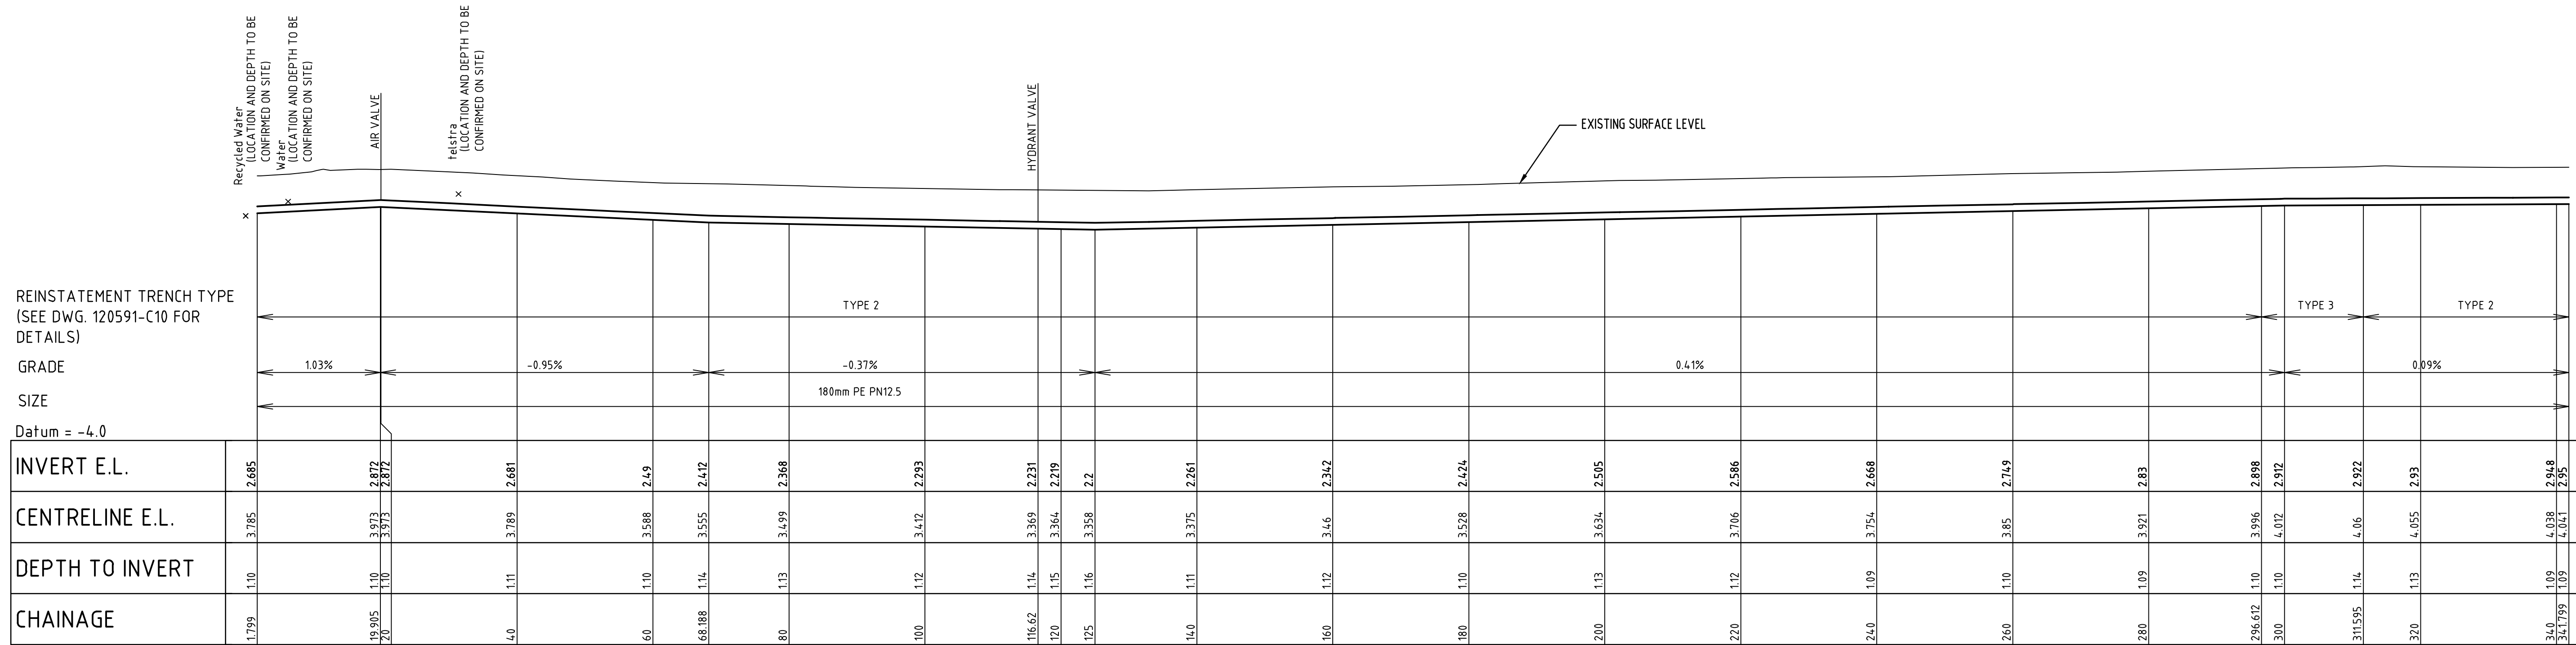 Recycled Water
(LOCATION AND DEPTH TO BE
CONFIRMED ON SITE)
Water
(LOCATION AND DEPTH TO BE
CONFIRMED ON SITE)
AIR VALVE
telstra
(LOCATION AND DEPTH TO BE
CONFIRMED ON SITE)
HYDRANT VALVE
EXISTING SURFACE LEVEL
REINSTATEMENT TRENCH TYPE
(SEE DWG. 120591-C10 FOR
DETAILS)
TYPE 2 TYPE 3 TYPE 2
GRADE 1.03% -0.95% -0.37% 0.41% 0.09%
SIZE 180mm PE PN12.5
Datum = -4.0
INVERT E.L. 2.685 2.872 2.872 2.681 2.49 2.412 2.368 2.293 2.231 2.219 2.2 2.261 2.342 2.424 2.505 2.586 2.668 2.749 2.83 2.898 2.912 2.922 2.93 2.948 2.95
CENTRELINE E.L. 3.785 3.973 3.973 3.789 3.588 3.555 3.499 3.412 3.369 3.364 3.358 3.375 3.46 3.528 3.634 3.706 3.754 3.85 3.921 3.996 4.012 4.06 4.055 4.038 4.041
DEPTH TO INVERT 1.10 1.10 1.10 1.11 1.10 1.14 1.13 1.12 1.14 1.15 1.16 1.11 1.12 1.10 1.13 1.12 1.09 1.10 1.09 1.10 1.10 1.14 1.13 1.09 1.09
CHAINAGE 1.799 19.905 20 40 60 68.188 80 100 116.62 120 125 140 160 180 200 220 240 260 280 296.612 300 311.595 320 340 341.799